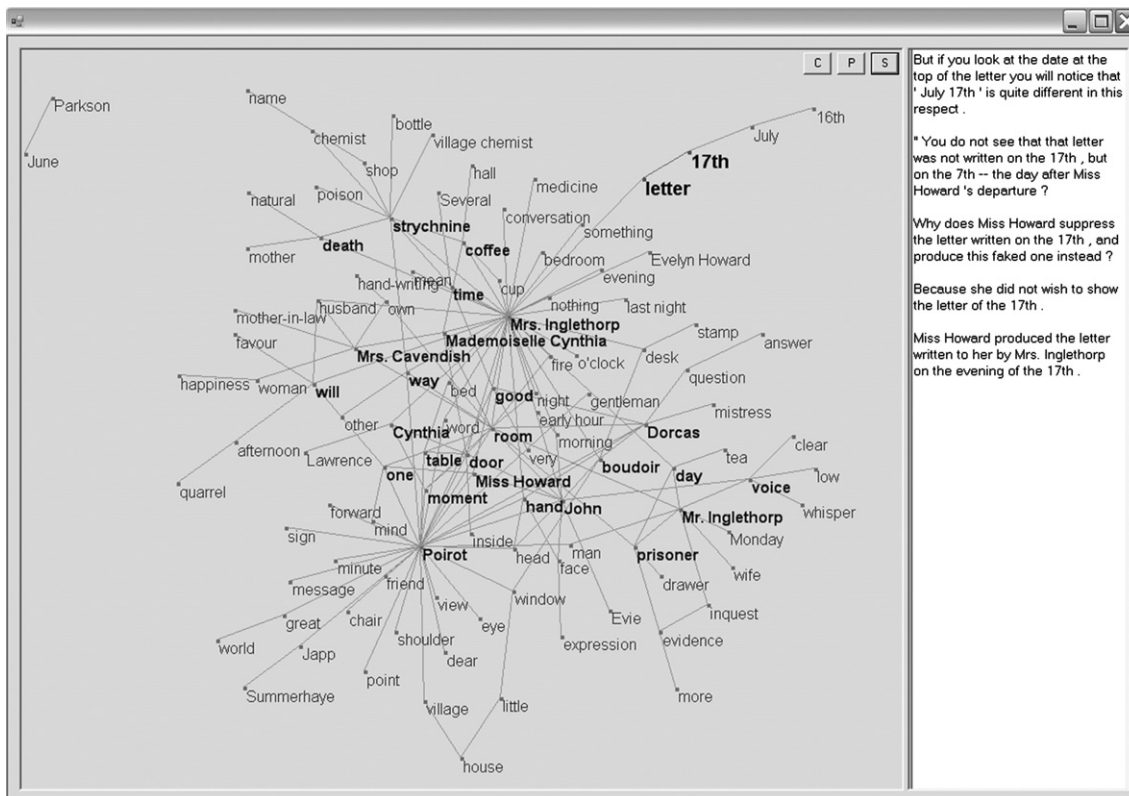 C P S
Parkson
June
name
chemist
bottle
village chemist
16th
July
17th
letter
shop
hall
medicine
natural
poison
Several
conversation
something
strychnine
death
coffee
mother
bedroom
Evelyn Howard
evening
hand-writing
mean
time
cup
nothing
last night
husband
own
mother-in-law
Mrs. Inglethorp
stamp
favour
Mademoiselle Cynthia
answer
Mrs. Cavendish
fire
o'clock
desk
happiness
woman
will
way
bed
good
night
gentleman
question
other
early hour
mistress
Cynthia
word
room
morning
Dorcas
clear
afternoon
Lawrence
table
door
very
boudoir
tea
one
Miss Howard
day
low
quarrel
moment
hand
John
voice
whisper
forward
mind
Mr. Inglethorp
sign
inside
Monday
Poirot
head
man
prisoner
minute
face
wife
message
friend
drawer
view
window
great
chair
eye
Evie
inquest
world
shoulder
expression
evidence
Japp
dear
point
Summerhaye
village
little
more
house
But if you look at the date at the
top of the letter you will notice that
' July 17th ' is quite different in this
respect .
" You do not see that that letter
was not written on the 17th , but
on the 7th -- the day after Miss
Howard 's departure ?
Why does Miss Howard suppress
the letter written on the 17th , and
produce this faked one instead ?
Because she did not wish to show
the letter of the 17th .
Miss Howard produced the letter
written to her by Mrs. Inglethorp
on the evening of the 17th .